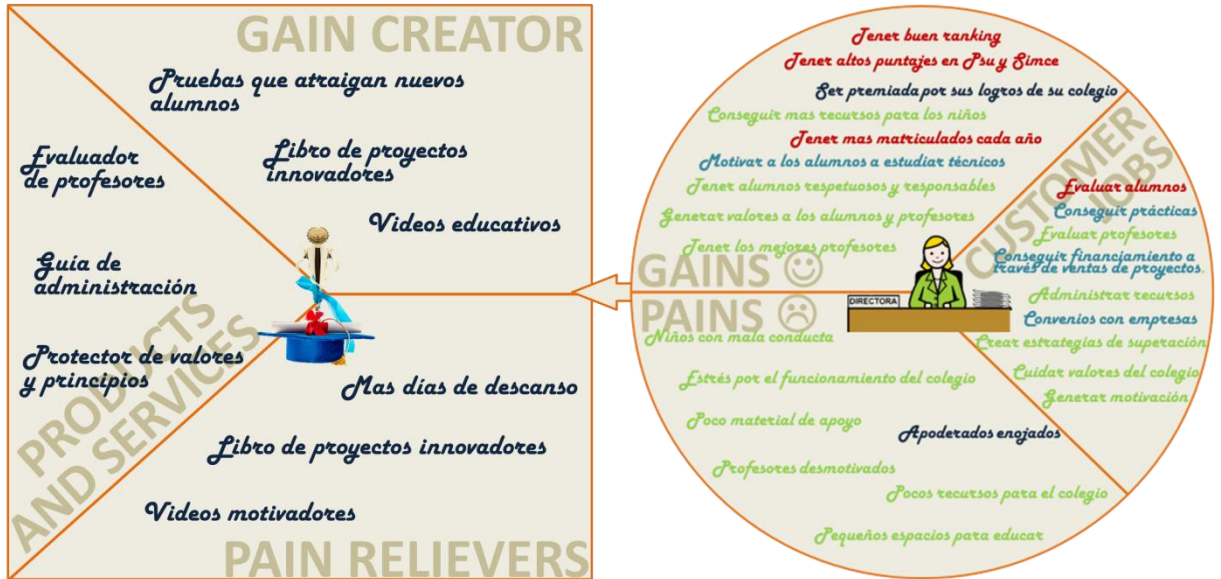 GAIN CREATOR
Pruebas que atraigan nuevos
alumnos
Libro de proyectos
innovadores
Videos educativos
Evaluador
de profesores
Guía de
administración
Protector de valores
y principios
PRODUCTS
AND SERVICES
Mas días de descanso
Libro de proyectos innovadores
Videos motivadores
PAIN RELIEVERS
Tener buen ranking
Tener altos puntajes en Psu y Simce
Ser premiada por sus logros de su colegio
Conseguir mas recursos para los niños
Tener mas matriculados cada año
Motivar a los alumnos a estudiar técnicos
Tener alumnos respetuosos y responsables
Generar valores a los alumnos y profesores
Tener los mejores profesores
GAINS
CUSTOMER
JOBS
Evaluar alumnos
Conseguir prácticas
Evaluar profesores
Conseguir financiamiento a
través de ventas de proyectos.
Administrar recursos
Convenios con empresas
Crear estrategias de superación
Cuidar valores del colegio
Generar motivación
DIRECTORA
PAINS
Niños con mala conducta
Estrés por el funcionamiento del colegio
Poco material de apoyo
Apoderados enojados
Profesores desmotivados
Pocos recursos para el colegio
Pequeños espacios para educar